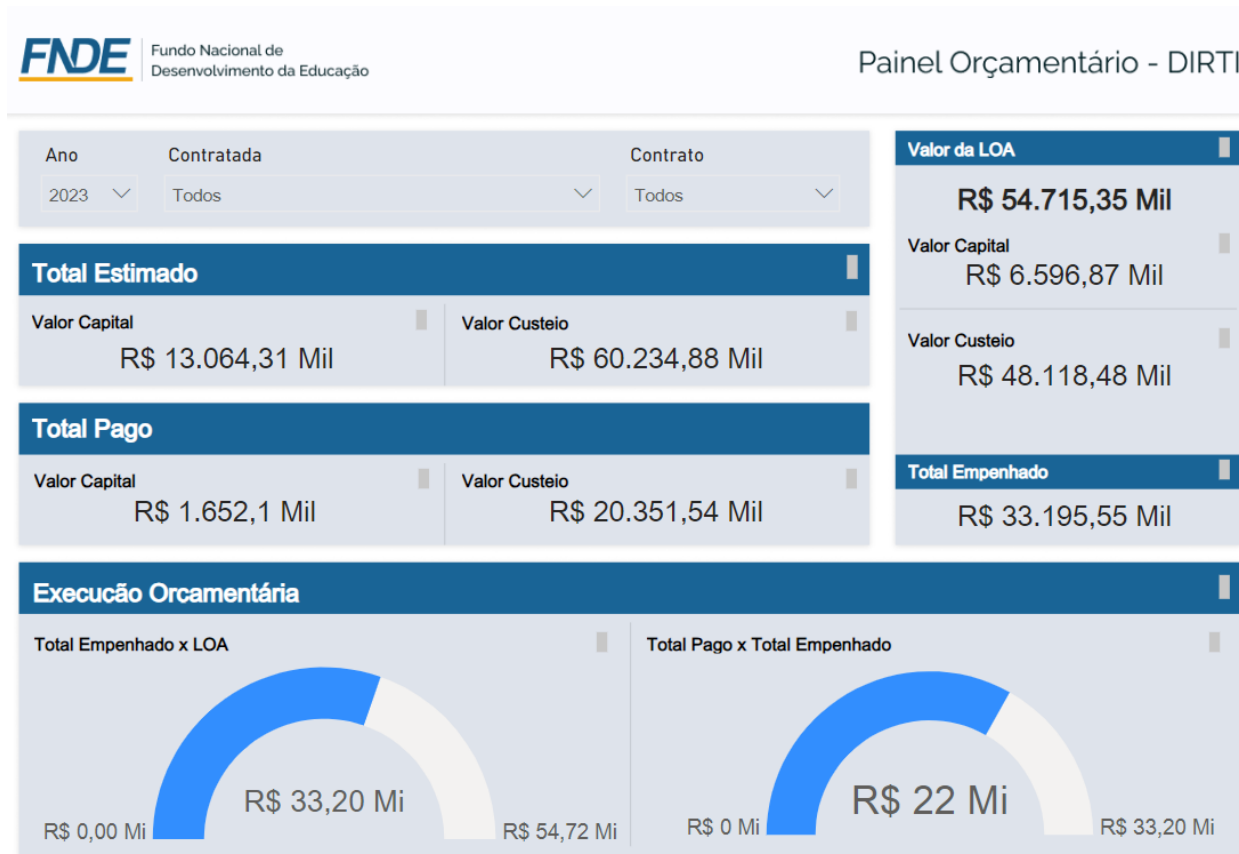 FNDE
Fundo Nacional de
Desenvolvimento da Educação
Painel Orçamentário - DIRTI
Ano
Contratada
Contrato
2023
Todos
Todos
Valor da LOA
R$ 54.715,35 Mil
Valor Capital
R$ 6.596,87 Mil
Valor Custeio
R$ 48.118,48 Mil
Total Empenhado
R$ 33.195,55 Mil
Total Estimado
Valor Capital
R$ 13.064,31 Mil
Valor Custeio
R$ 60.234,88 Mil
Total Pago
Valor Capital
R$ 1.652,1 Mil
Valor Custeio
R$ 20.351,54 Mil
Execucão Orcamentária
Total Empenhado x LOA
R$ 33,20 Mi
R$ 0,00 Mi
R$ 54,72 Mi
Total Pago x Total Empenhado
R$ 22 Mi
R$ 0 Mi
R$ 33,20 Mi